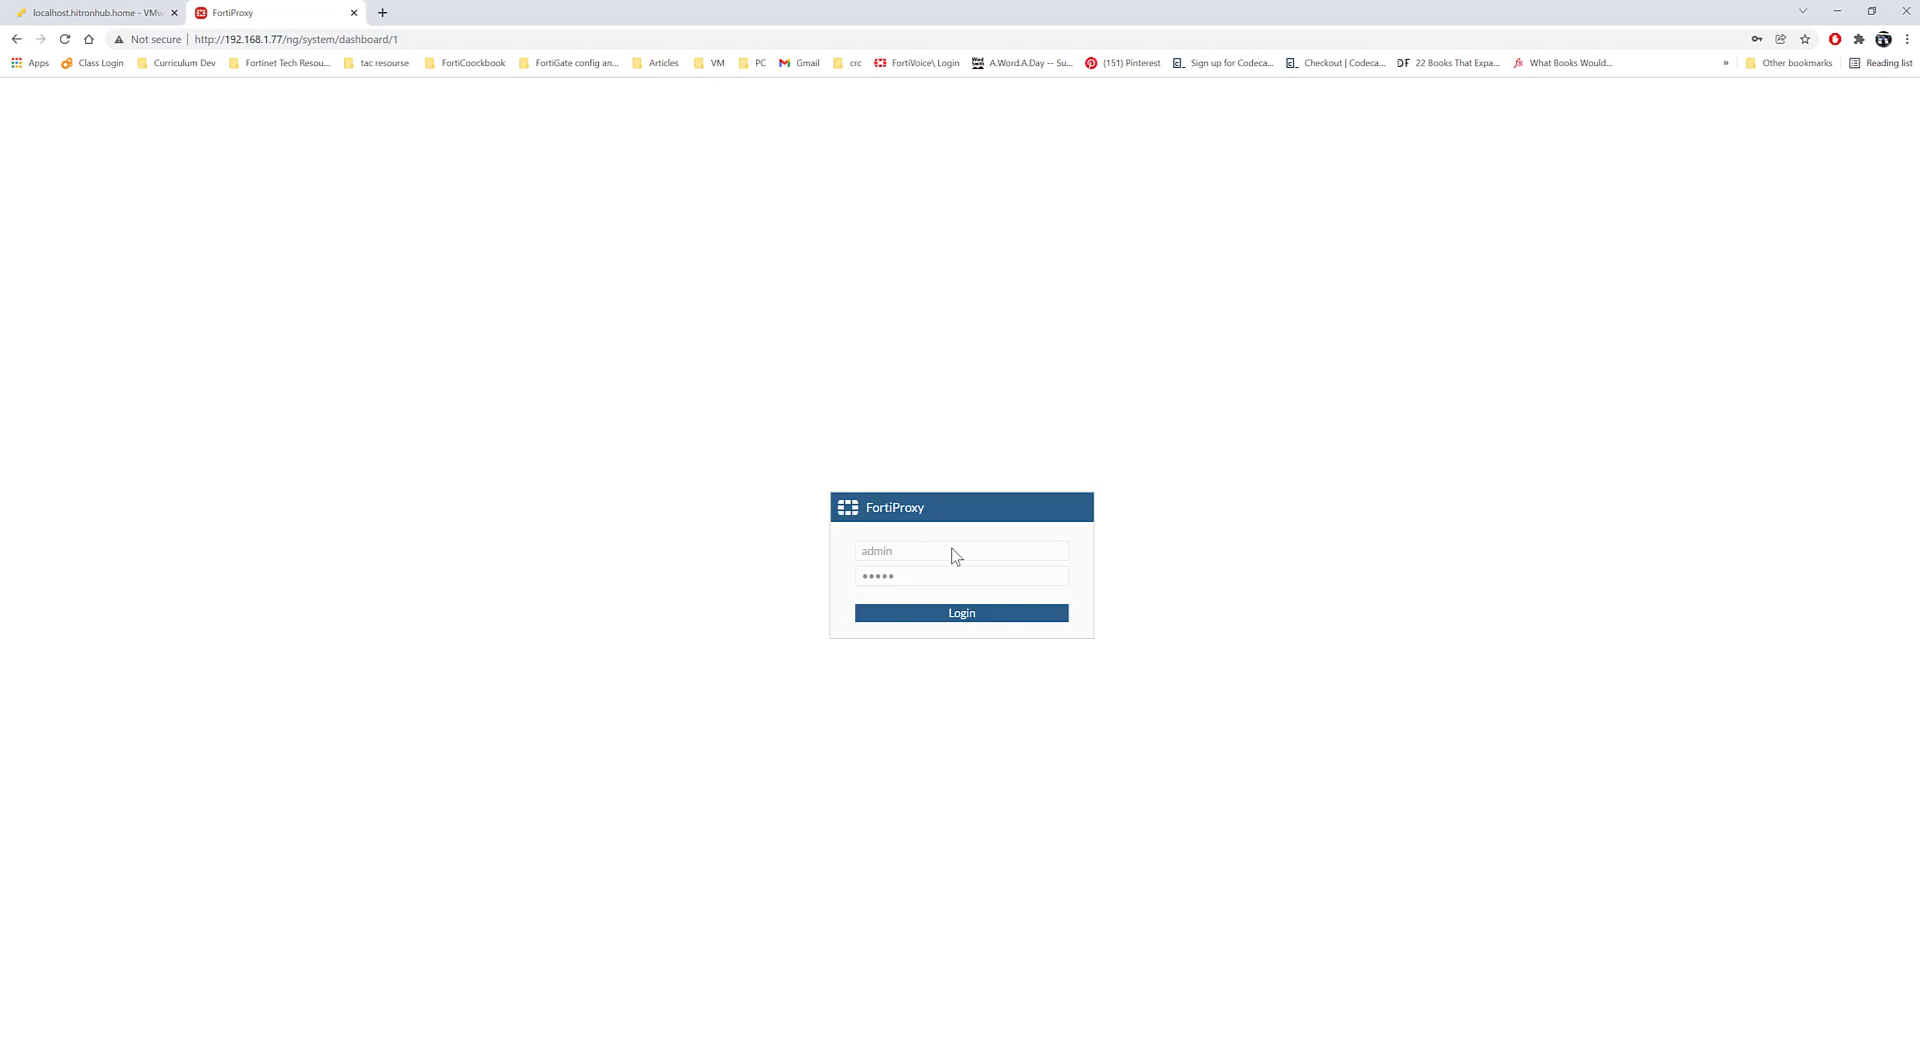 localhost.hitronhub.home - VMw
FortiProxy
Not secure
http://192.168.1.77/ng/system/dashboard/1
Apps
Class Login
Curriculum Dev
Fortinet Tech Resou...
tac resourse
FortiCoockbook
FortiGate config an...
Articles
VM
PC
Gmail
crc
FortiVoice\ Login
A.Word.A.Day -- Su...
(151) Pinterest
Sign up for Codeca...
Checkout | Codeca...
DF 22 Books That Expa...
fs What Books Would...
»
Other bookmarks
Reading list
FortiProxy
admin
•••••
Login